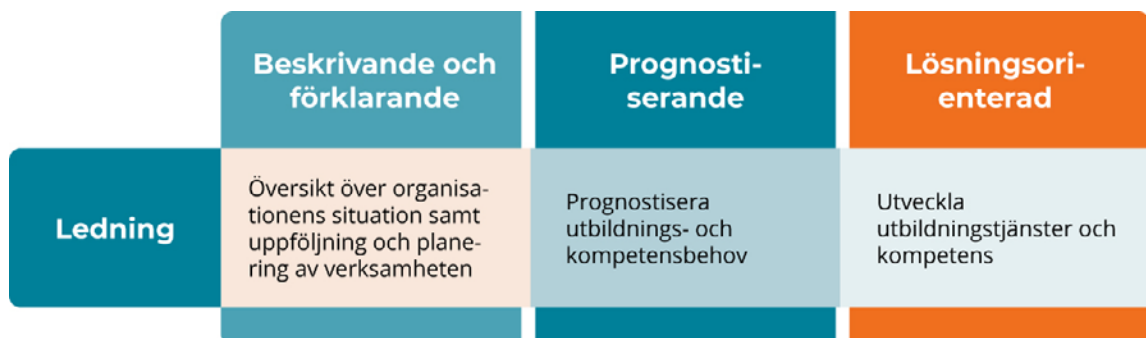 Beskrivande och
förklarande
Prognosti-
serande
Lösningsori-
enterad
Ledning
Översikt över organisa-
tionens situation samt
uppföljning och plane-
ring av verksamheten
Prognostisera
utbildnings- och
kompetensbehov
Utveckla
utbildningstjänster och
kompetens